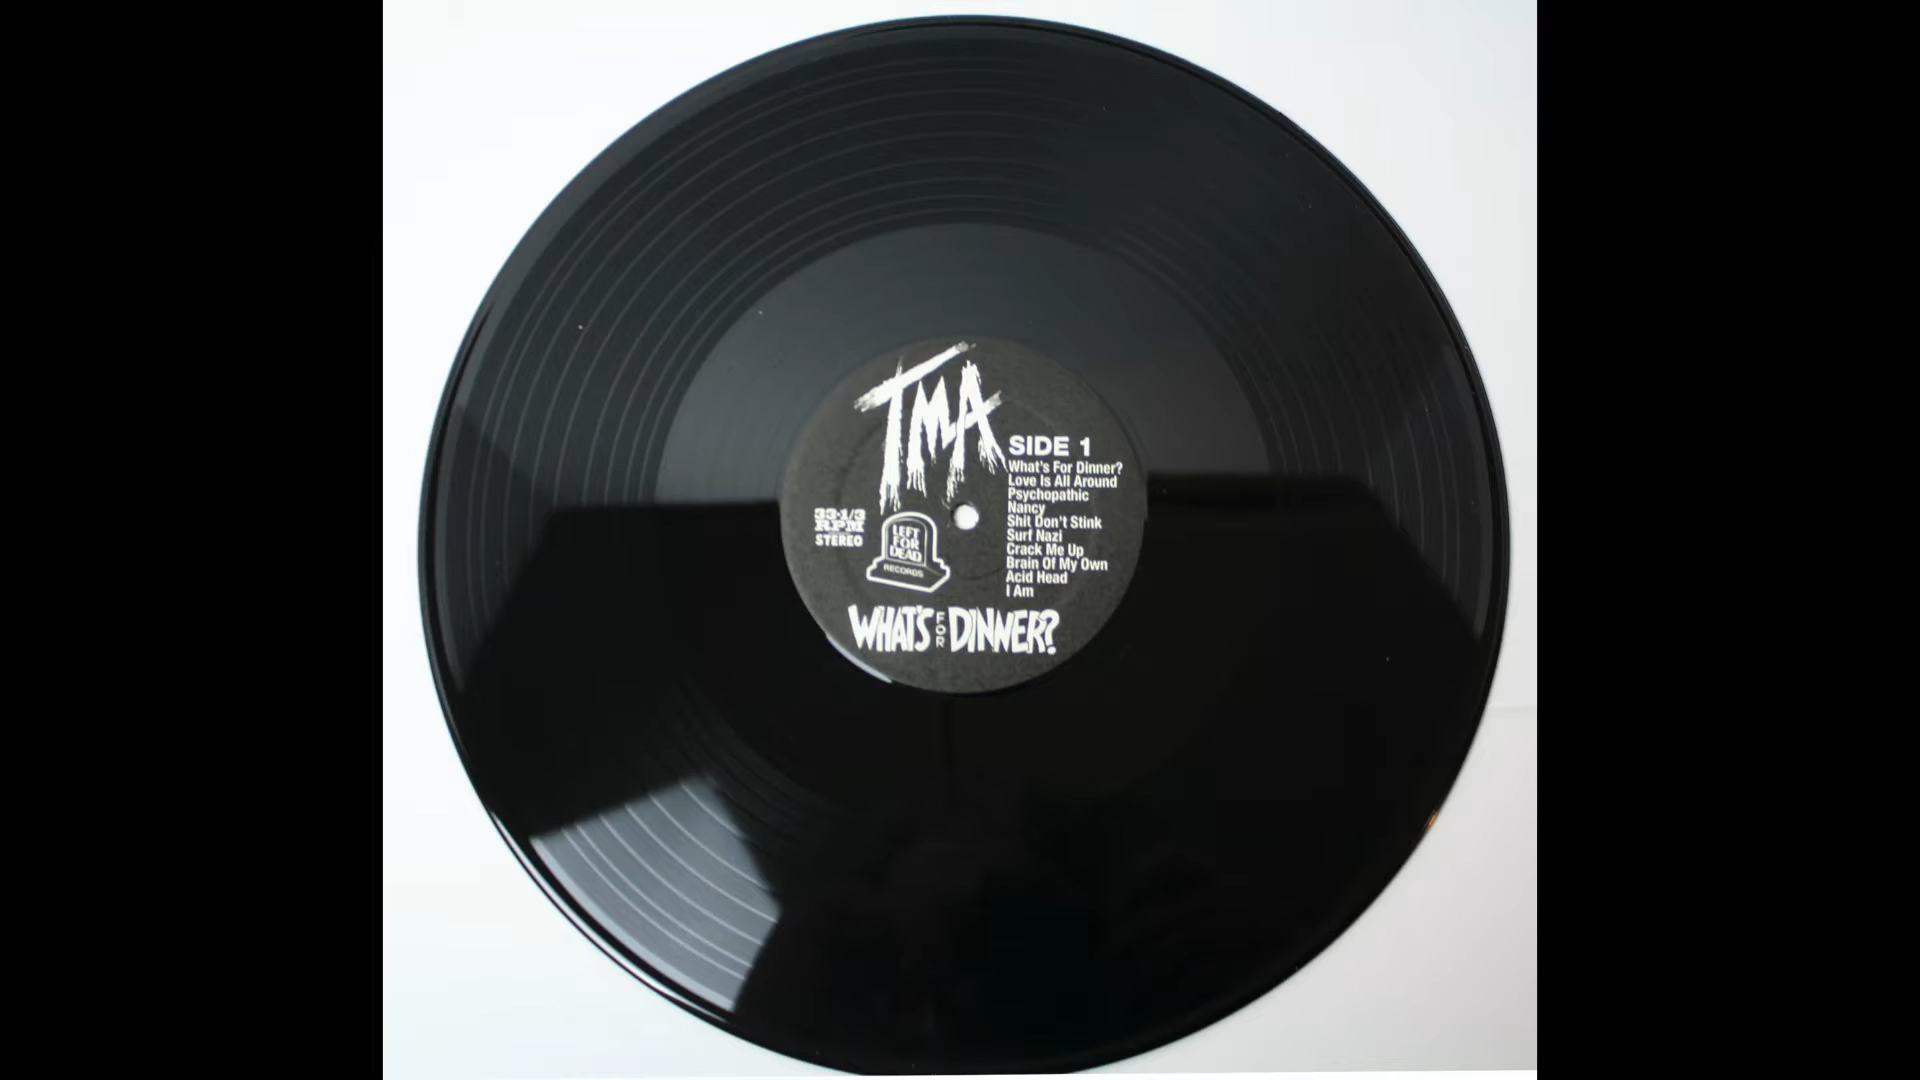 TMA
SIDE 1
What's For Dinner?
Love Is All Around
Psychopathic
Nancy
Shit Don't Stink
Surf Nazi
Crack Me Up
Brain Of My Own
Acid Head
I Am
33-1/3
RPM
STEREO
LEFT
FOR
DEAD
RECORDS
WHAT'S FOR DINNER?